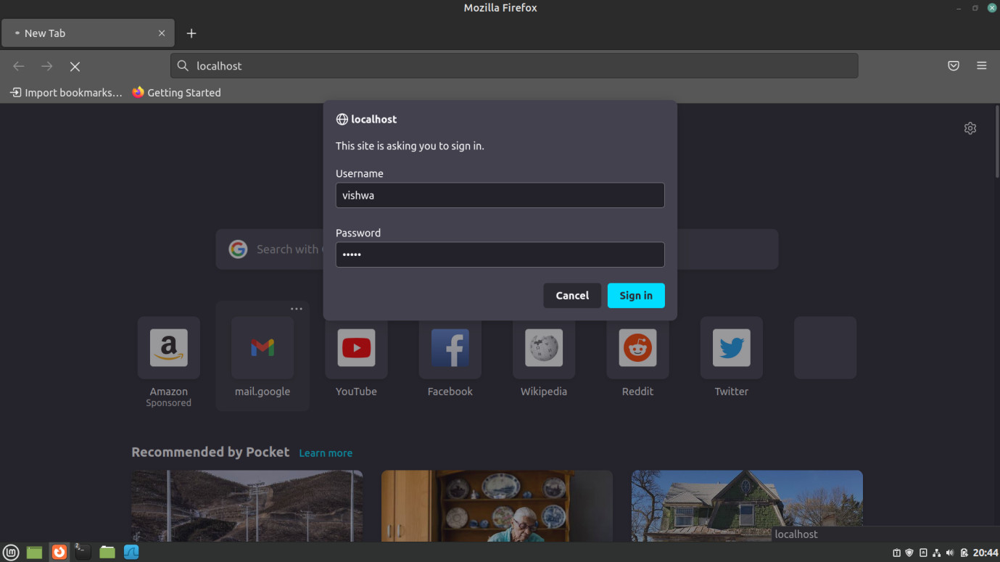 Mozilla Firefox
New Tab
localhost
Import bookmarks…
Getting Started
localhost
This site is asking you to sign in.
Username
vishwa
Password
•••••
Search with
Cancel
Sign in
Amazon
Sponsored
mail.google
YouTube
Facebook
Wikipedia
Reddit
Twitter
Recommended by Pocket
Learn more
localhost
20:44